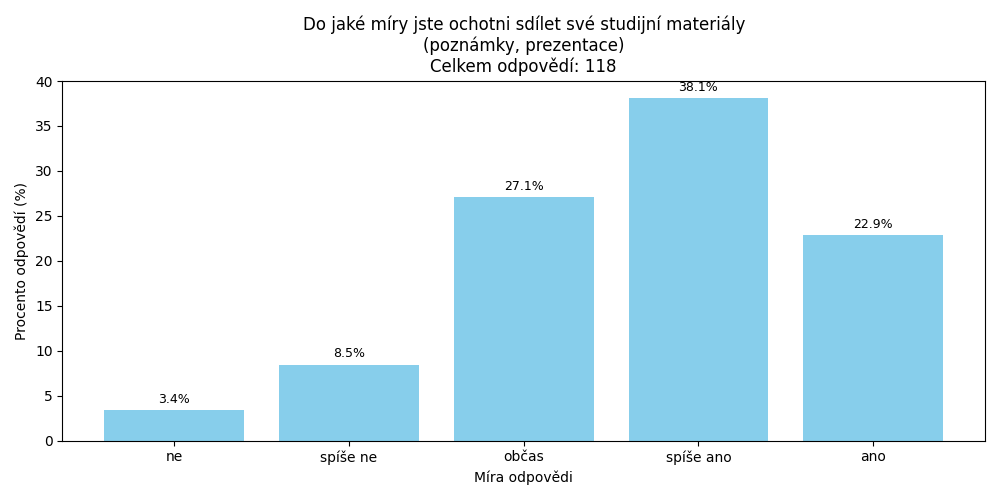 Do jaké míry jste ochotni sdílet své studijní materiály
(poznámky, prezentace)
Celkem odpovědí: 118
Procento odpovědí (%)
40
35
30
25
20
15
10
5
0
3.4%
8.5%
27.1%
38.1%
22.9%
ne
spíše ne
občas
spíše ano
ano
Míra odpovědi